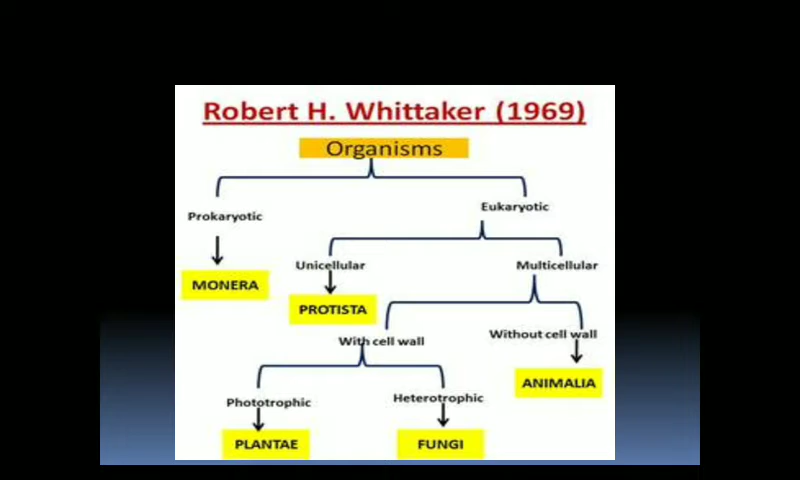 Robert H. Whittaker (1969)
Organisms
Prokaryotic
Eukaryotic
MONERA
Unicellular
Multicellular
PROTISTA
With cell wall
Without cell wall
ANIMALIA
Phototrophic
Heterotrophic
PLANTAE
FUNGI